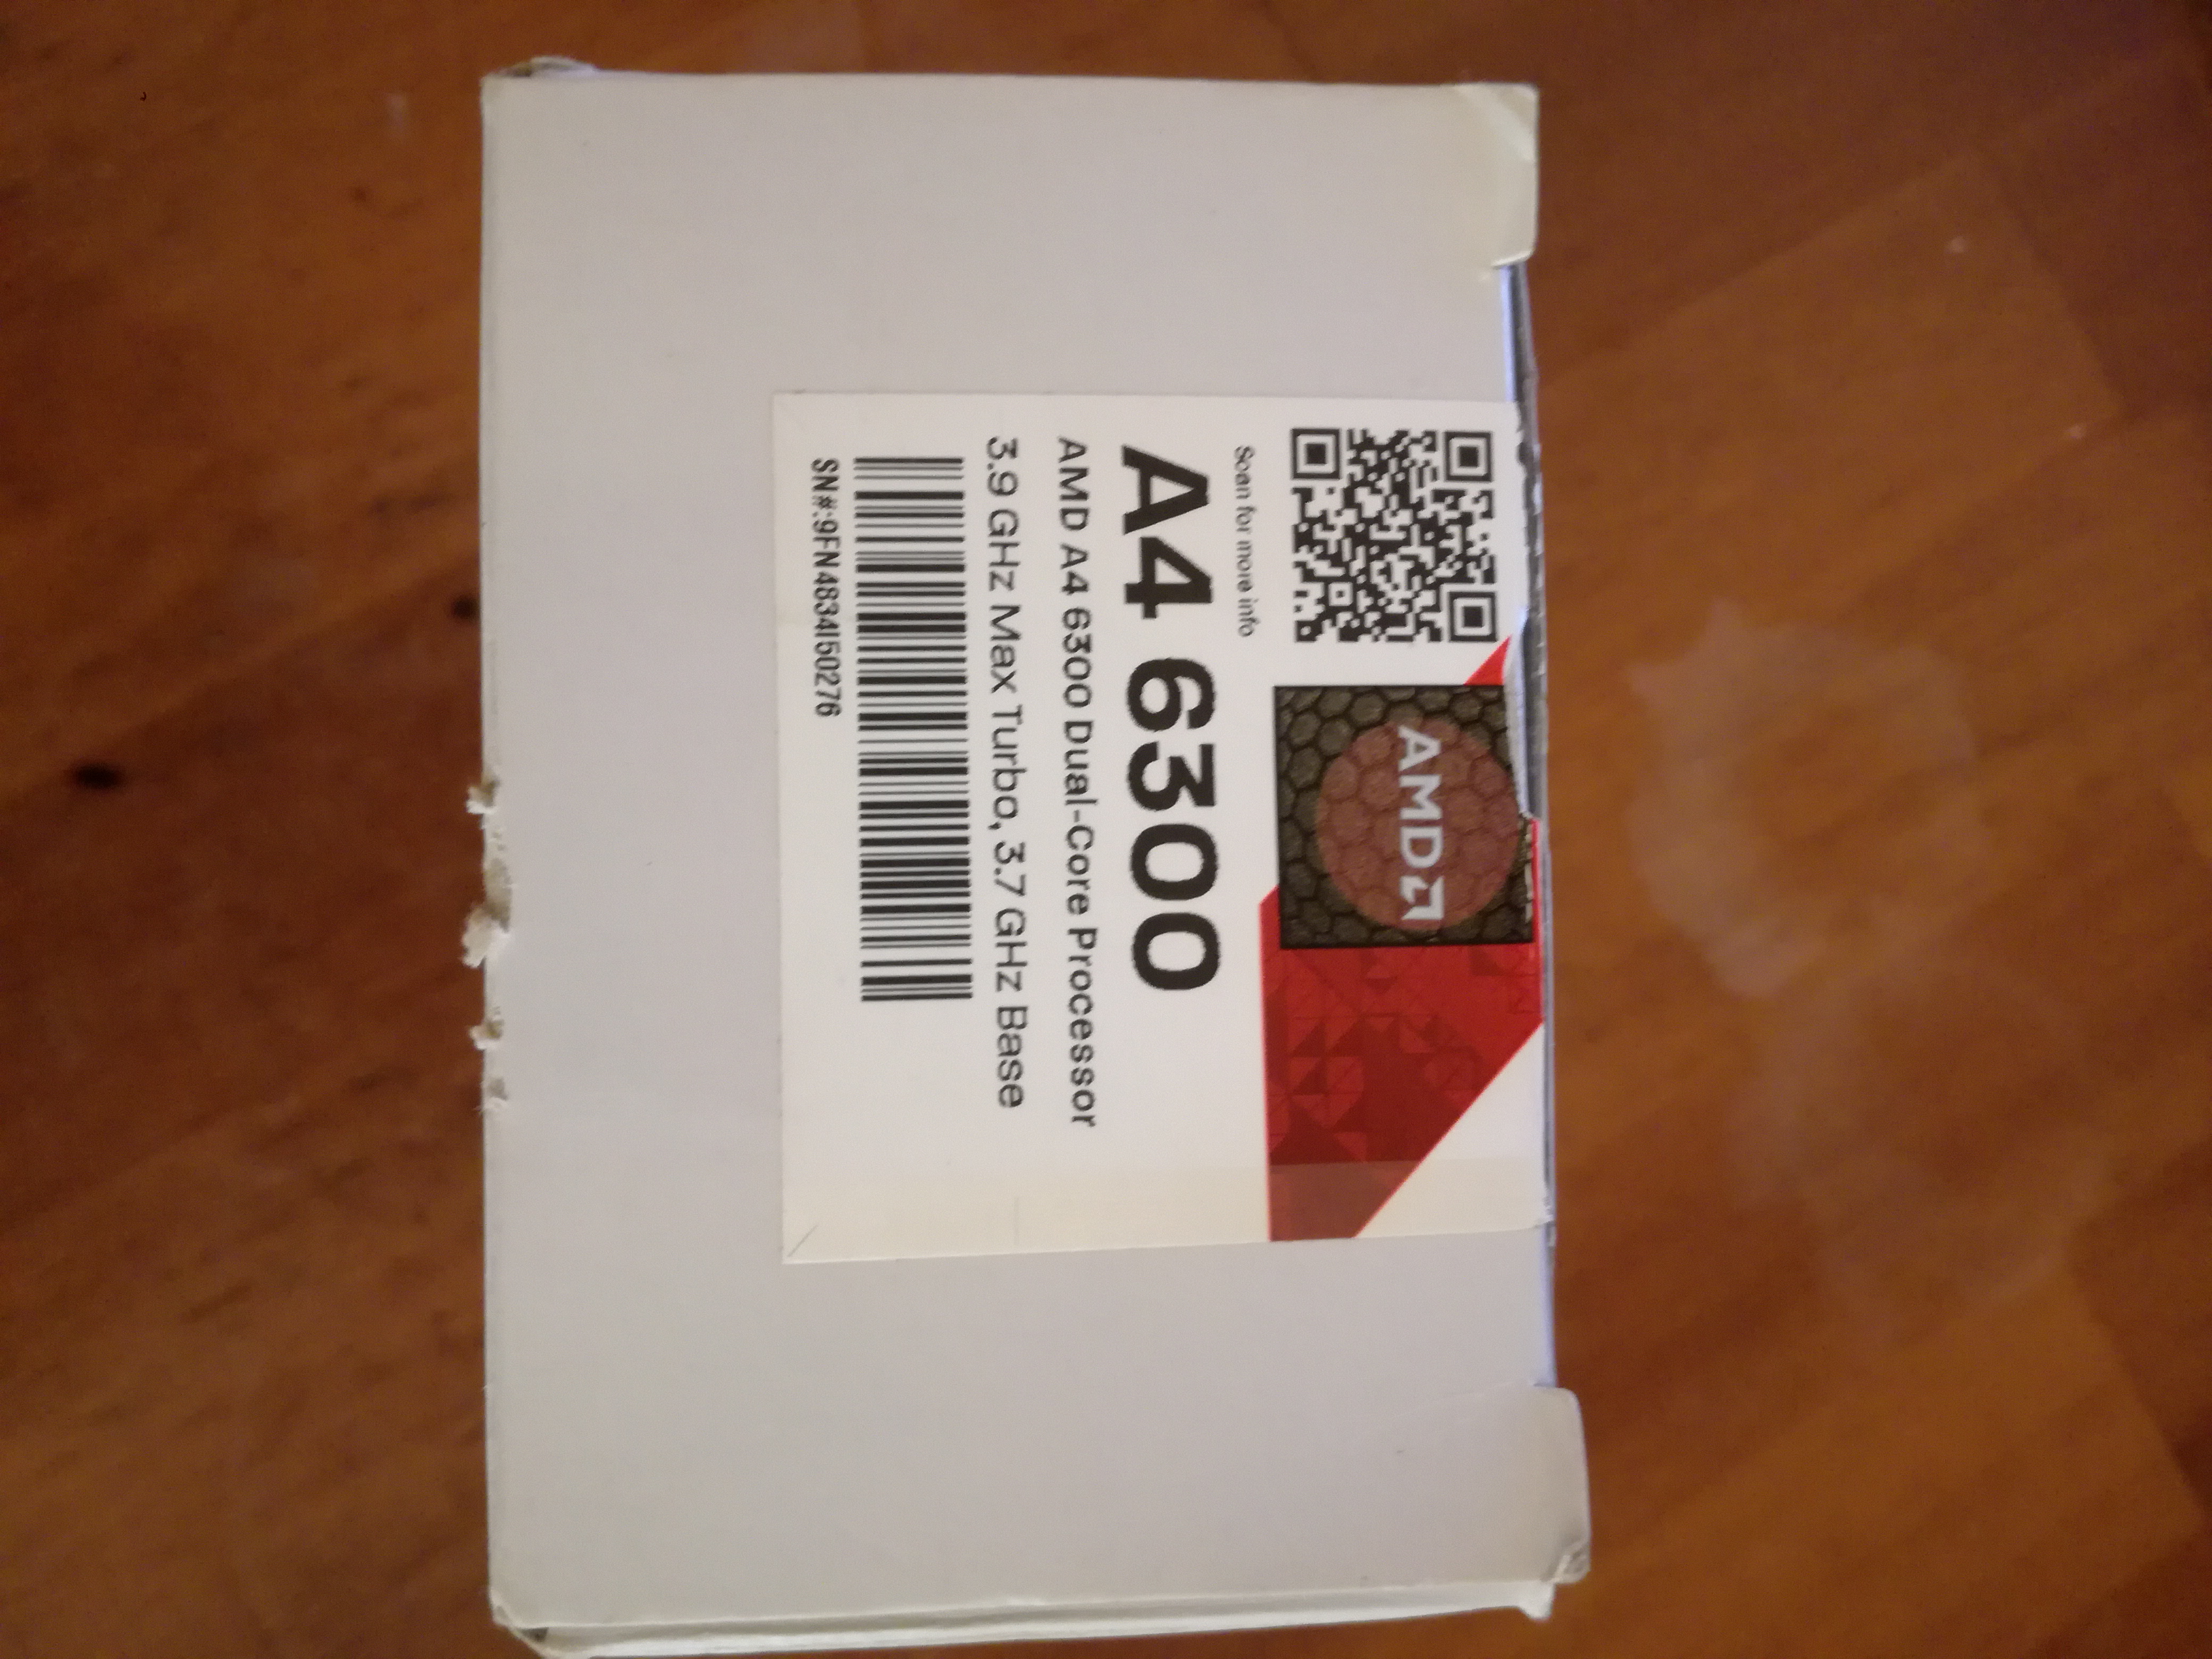 Scan for more info
AMD
A4 6300
AMD A4 6300 Dual-Core Processor
3.9 GHz Max Turbo, 3.7 GHz Base
SN#:9FN4834I50276